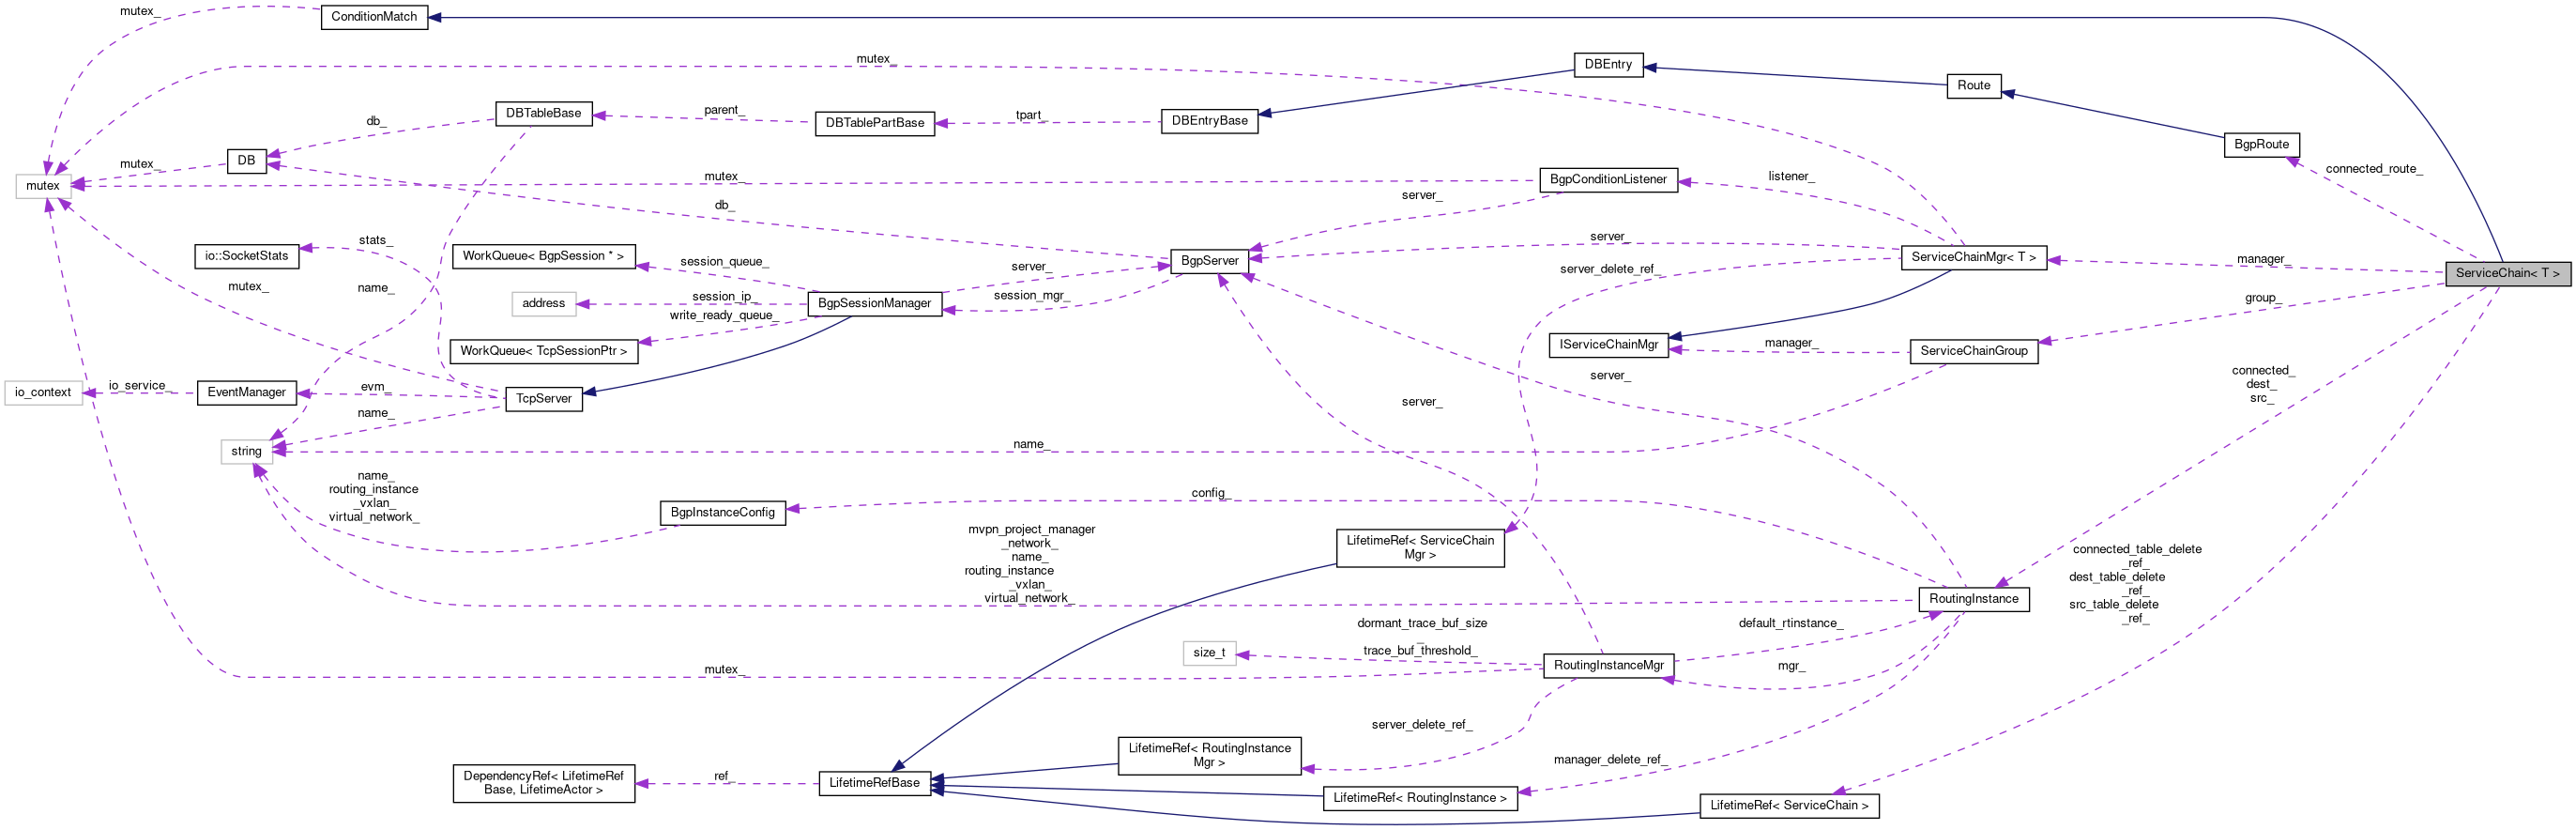 mutex_
ConditionMatch
mutex_
DBEntry
Route
DBTableBase
parent_
DBTablePartBase
tpart_
DBEntryBase
db_
BgpRoute
connected_route_
mutex_
DB
mutex
mutex_
BgpConditionListener
listener_
server_
db_
stats_
io::SocketStats
WorkQueue< BgpSession * >
session_queue_
server_
BgpServer
server_
ServiceChainMgr< T >
manager_
ServiceChain< T >
server_delete_ref_
mutex_
name_
address
session_ip_
BgpSessionManager
session_mgr_
group_
write_ready_queue_
WorkQueue< TcpSessionPtr >
IServiceChainMgr
manager_
ServiceChainGroup
io_context
io_service_
EventManager
evm_
TcpServer
server_
connected_
dest_
src_
name_
server_
string
name_
name_
routing_instance
_vxlan_
virtual_network_
BgpInstanceConfig
config_
mvpn_project_manager
_network_
name_
routing_instance
_vxlan_
virtual_network_
LifetimeRef< ServiceChain
Mgr >
connected_table_delete
_ref_
dest_table_delete
_ref_
src_table_delete
_ref_
RoutingInstance
dormant_trace_buf_size
_
trace_buf_threshold_
size_t
default_rtinstance_
RoutingInstanceMgr
mgr_
mutex_
server_delete_ref_
LifetimeRef< RoutingInstance
Mgr >
manager_delete_ref_
DependencyRef< LifetimeRef
Base, LifetimeActor >
ref_
LifetimeRefBase
LifetimeRef< RoutingInstance >
LifetimeRef< ServiceChain >